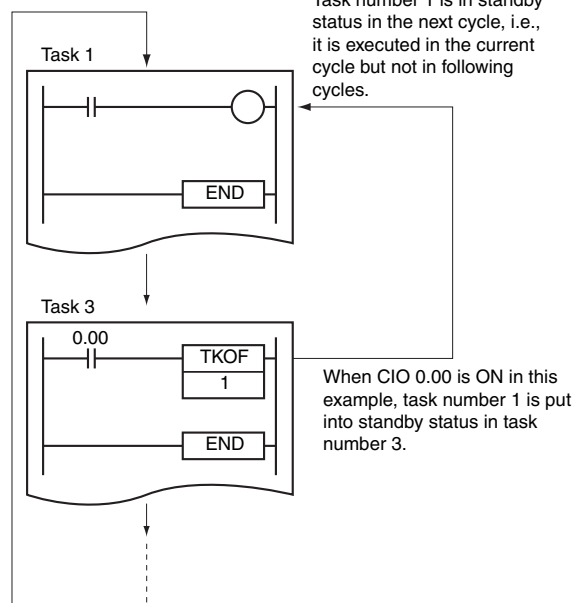 Task number 1 is in standby
status in the next cycle, i.e.,
it is executed in the current
cycle but not in following
cycles.
Task 1
END
Task 3
0.00
TKOF
1
When CIO 0.00 is ON in this
example, task number 1 is put
into standby status in task
number 3.
END